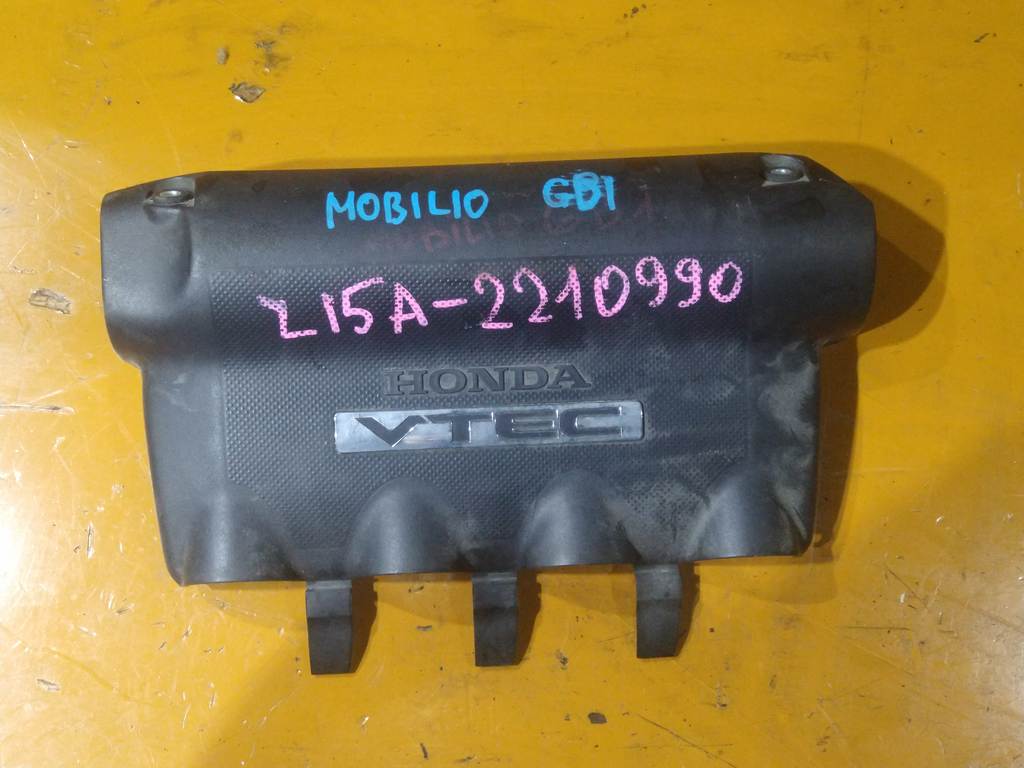 MOBILIO GB1
L15A-2210990
HONDA
VTEC